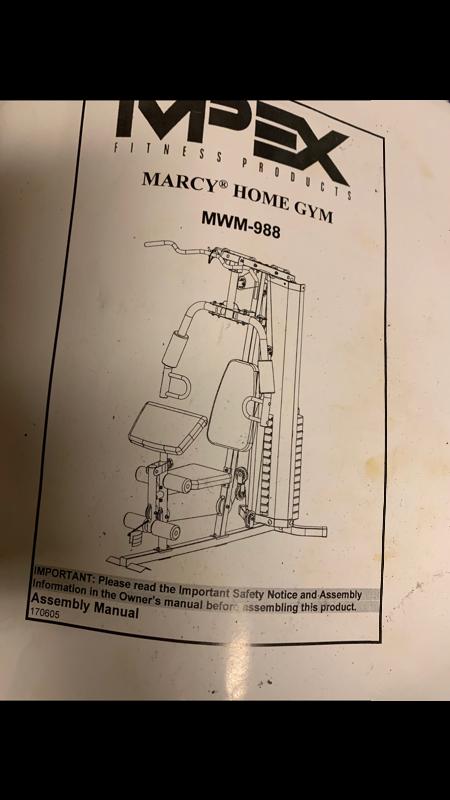 IMPEX
FITNESS PRODUCTS
MARCY® HOME GYM
MWM-988
IMPORTANT: Please read the Important Safety Notice and Assembly
Information in the Owner's manual before assembling this product.
Assembly Manual
170605